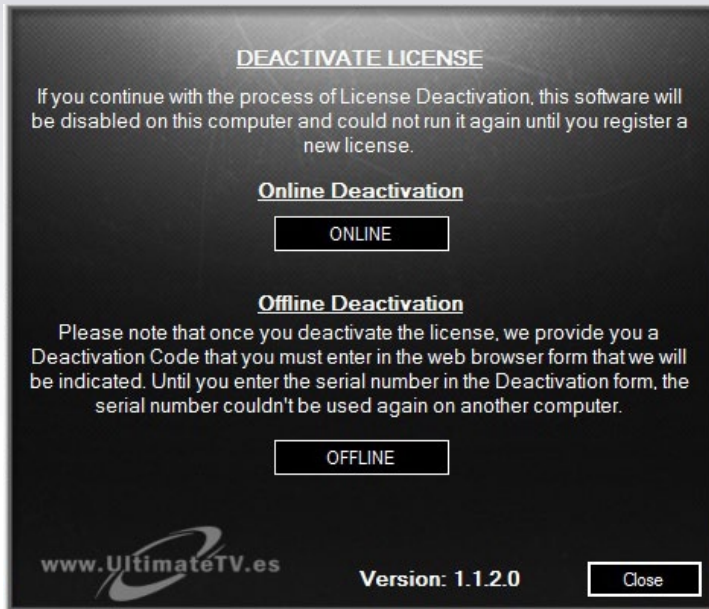 DEACTIVATE LICENSE
If you continue with the process of License Deactivation, this software will
be disabled on this computer and could not run it again until you register a
new license.
Online Deactivation
ONLINE
Offline Deactivation
Please note that once you deactivate the license, we provide you a
Deactivation Code that you must enter in the web browser form that we will
be indicated. Until you enter the serial number in the Deactivation form, the
serial number couldn't be used again on another computer.
OFFLINE
www.UltimateTV.es
Version: 1.1.2.0
Close